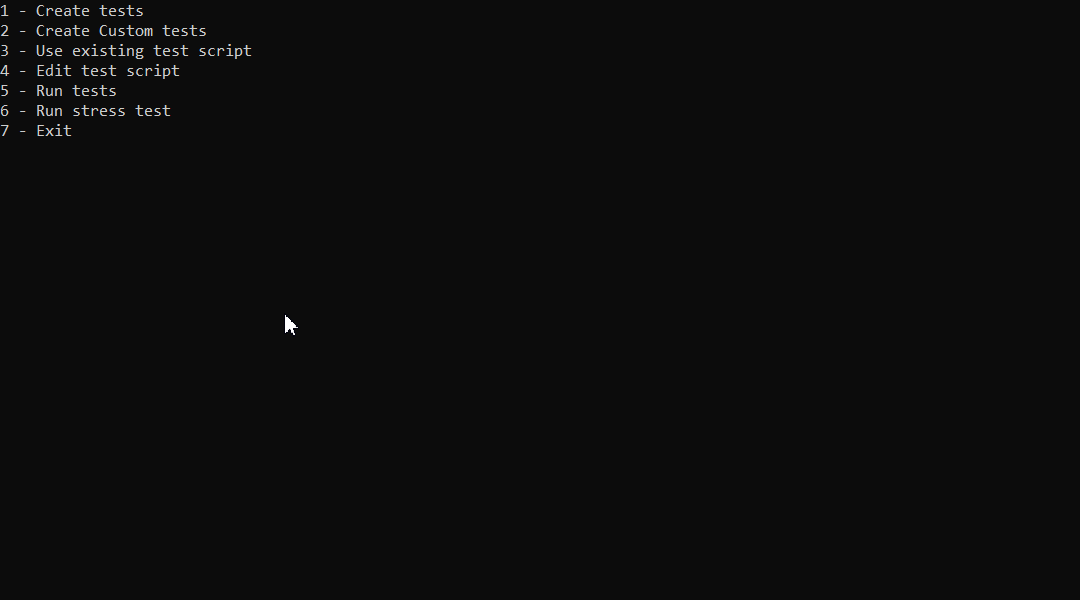 1 - Create tests
2 - Create Custom tests
3 - Use existing test script
4 - Edit test script
5 - Run tests
6 - Run stress test
7 - Exit